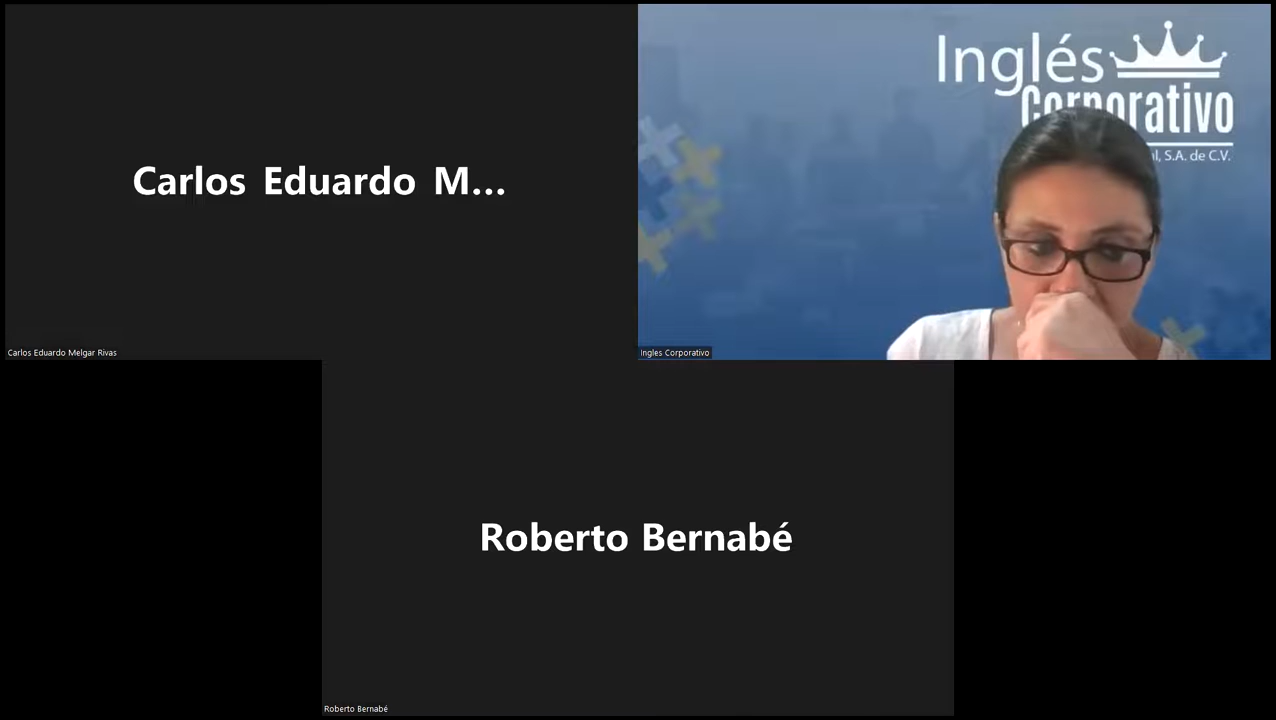 Carlos Eduardo M...
Carlos Eduardo Melgar Rivas
Inglés
Corporativo
l, S.A. de C.V.
Ingles Corporativo
Roberto Bernabé
Roberto Bernabé